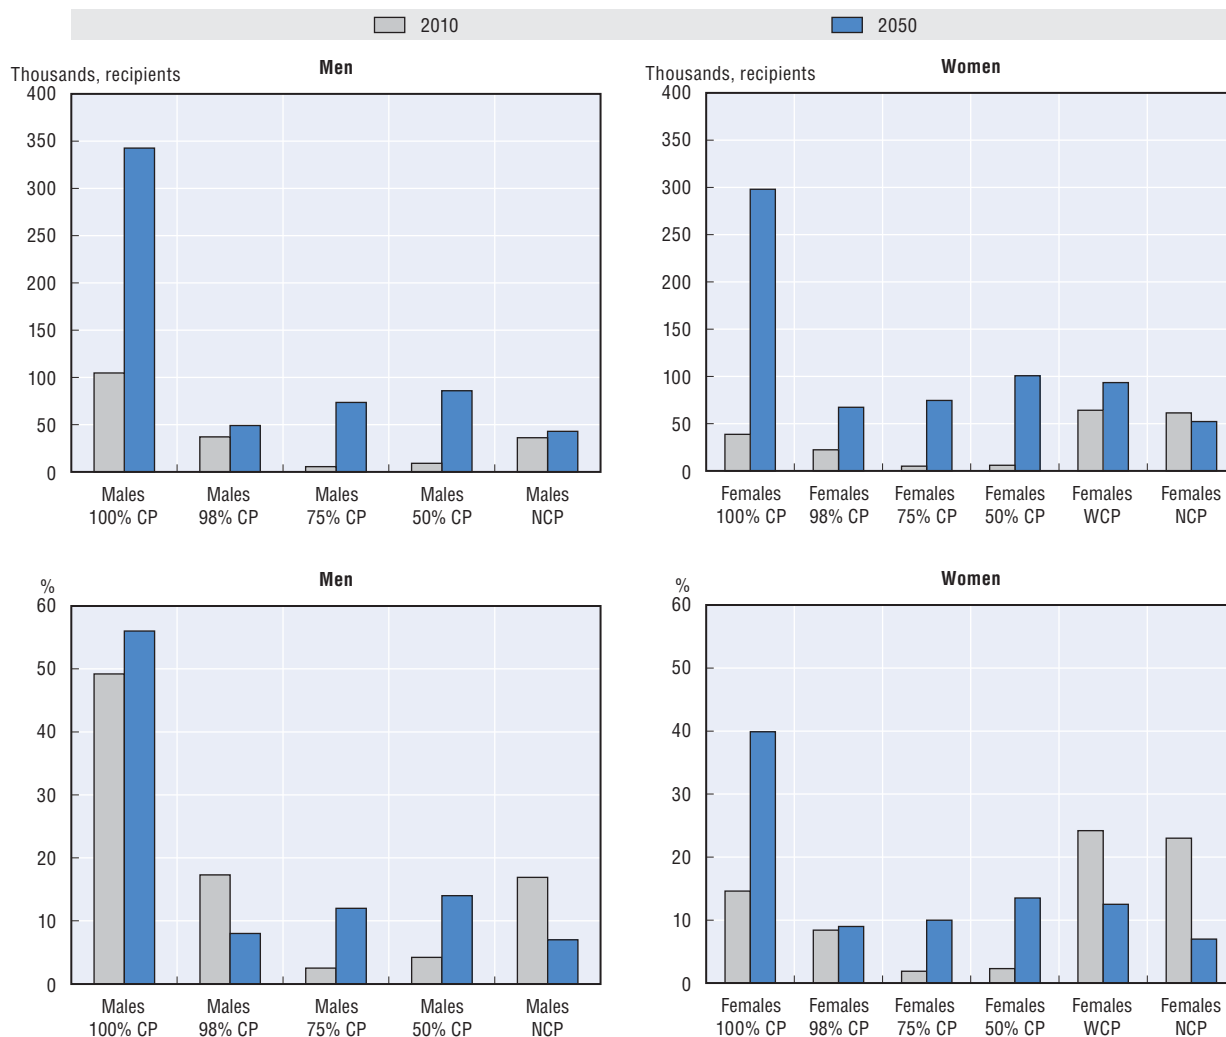 2010 2050
Men
Thousands, recipients
400
350
300
250
200
150
100
50
0
Males Males Males Males Males
100% CP 98% CP 75% CP 50% CP NCP
Women
Thousands, recipients
400
350
300
250
200
150
100
50
0
Females Females Females Females Females Females
100% CP 98% CP 75% CP 50% CP WCP NCP
Men
%
60
50
40
30
20
10
0
Males Males Males Males Males
100% CP 98% CP 75% CP 50% CP NCP
Women
%
60
50
40
30
20
10
0
Females Females Females Females Females Females
100% CP 98% CP 75% CP 50% CP WCP NCP